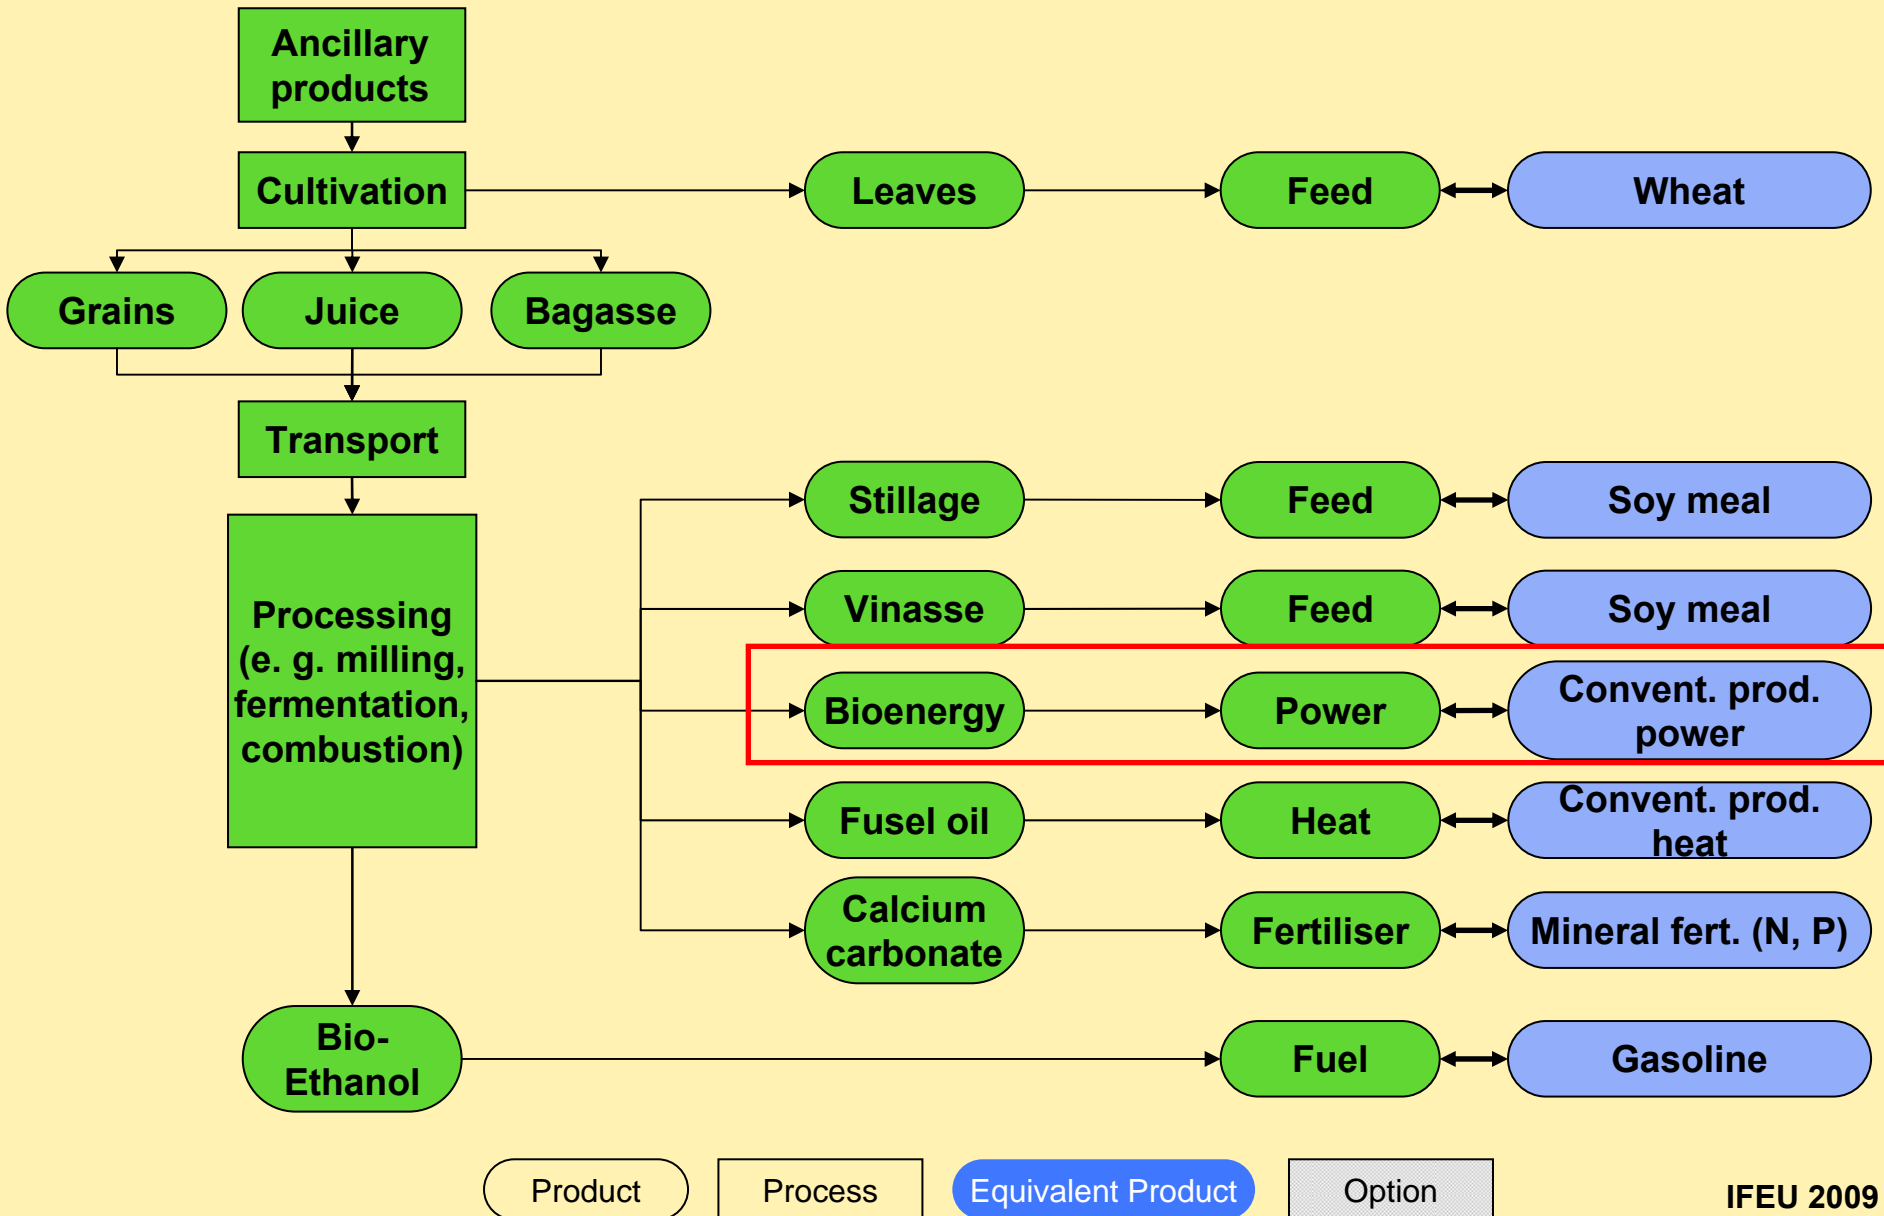 Ancillary
products
Cultivation
Leaves
Feed
Wheat
Grains
Juice
Bagasse
Transport
Stillage
Feed
Soy meal
Processing
(e. g. milling,
fermentation,
combustion)
Vinasse
Feed
Soy meal
Bioenergy
Power
Convent. prod.
power
Fusel oil
Heat
Convent. prod.
heat
Calcium
carbonate
Fertiliser
Mineral fert. (N, P)
Bio-
Ethanol
Fuel
Gasoline
Product
Process
Equivalent Product
Option
IFEU 2009